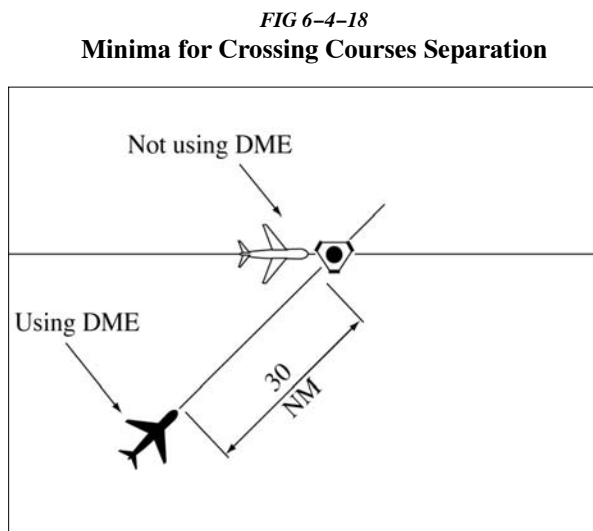 FIG 6–4–18
Minima for Crossing Courses Separation
Not using DME
Using DME
30
NM